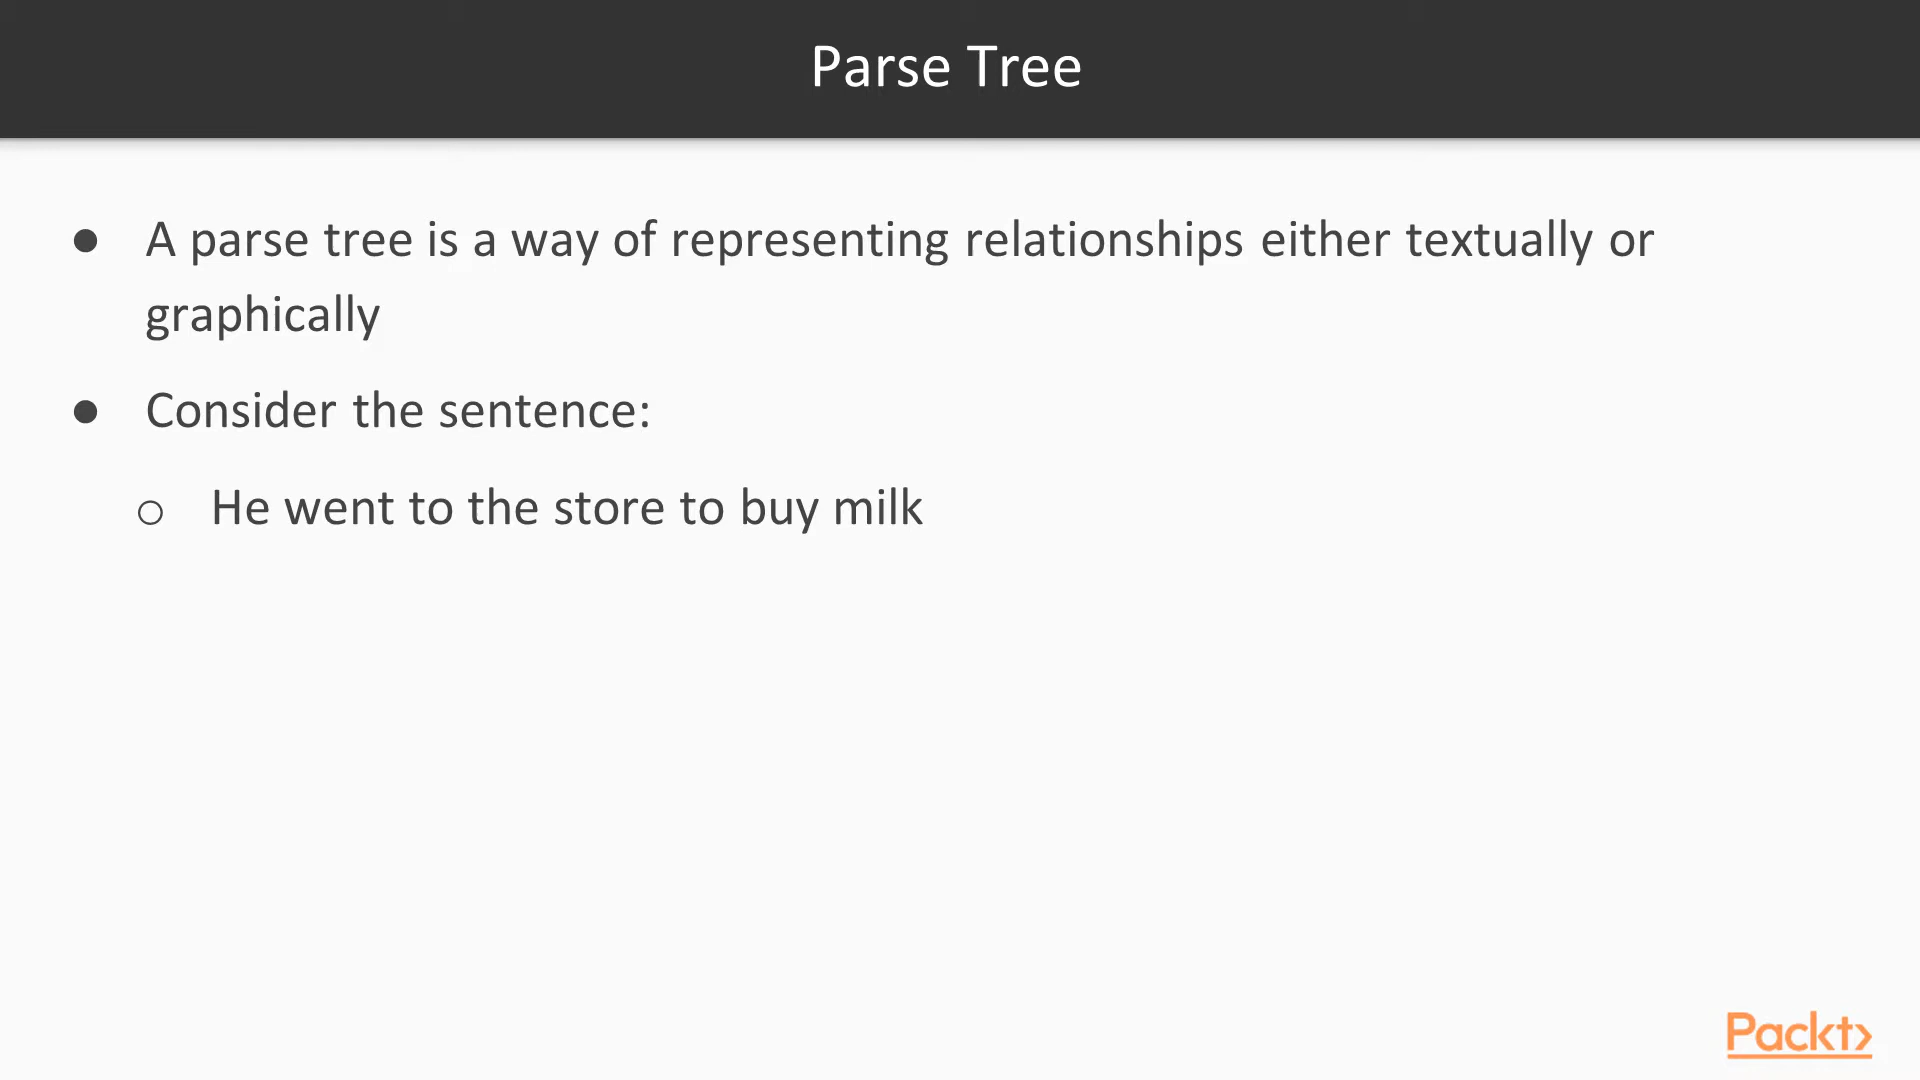 Parse Tree
● A parse tree is a way of representing relationships either textually or
graphically
● Consider the sentence:
○ He went to the store to buy milk
Packt>